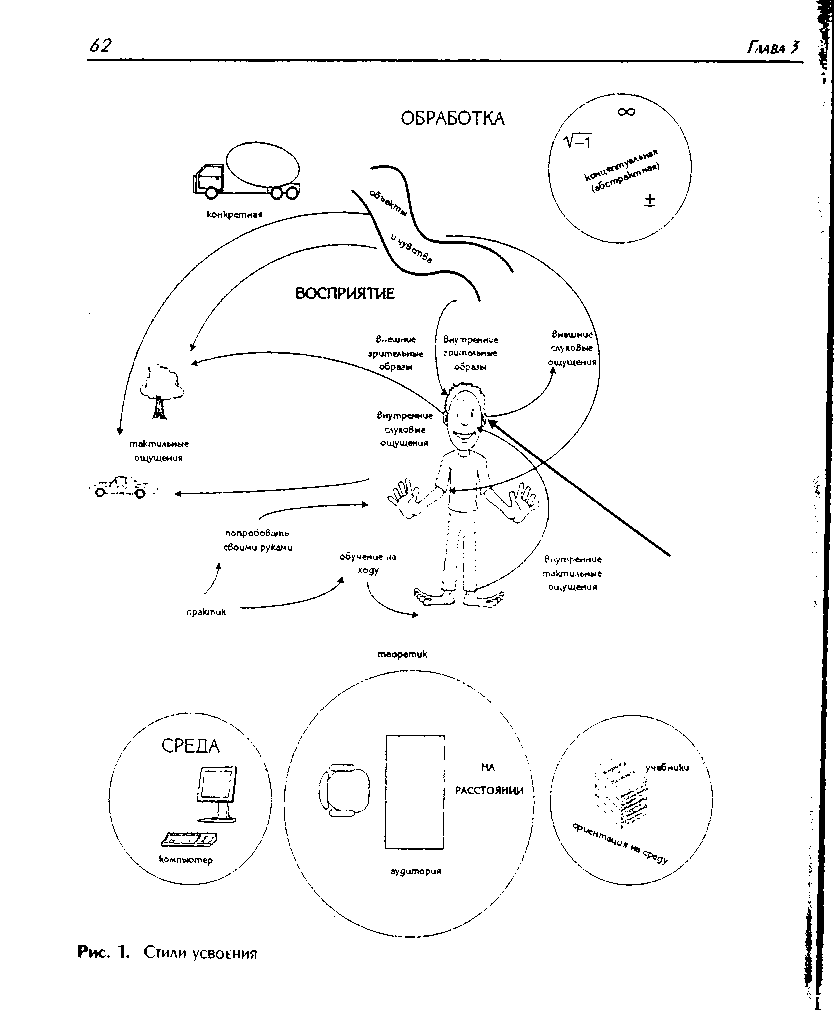 62
Глава 3
ОБРАБОТКА
∞
√-1
концептуальная
(абстрактная)
±
конкретная
объекты
и чувства
ВОСПРИЯТИЕ
Внешние
зрительные
образы
Внутренние
зрительные
образы
Внешние
слуховые
ощущения
Внутренние
слуховые
ощущения
тактильные
ощущения
попробовать
своими руками
обучение на
ходу
практик
Внутренние
тактильные
ощущения
теоретик
СРЕДА
компьютер
НА
РАССТОЯНИИ
аудитория
учебники
ориентация на среду
Рис. 1. Стили усвоения